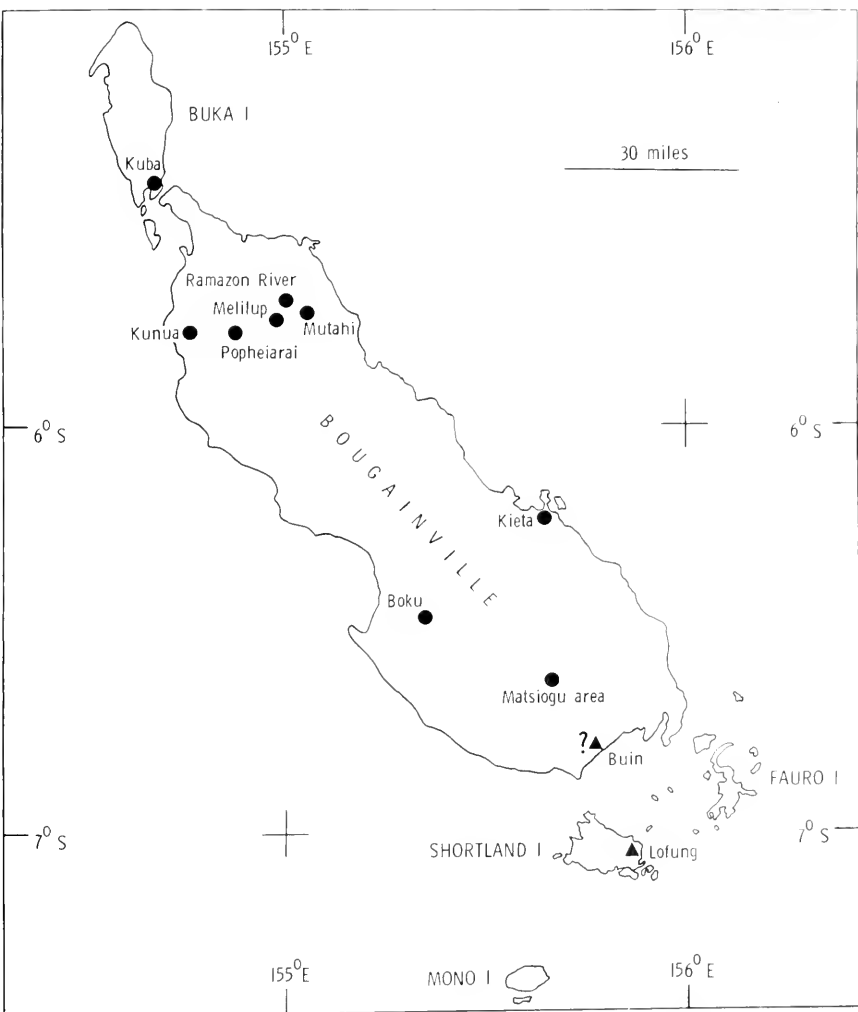 155° E
156° E
BUKA I
30 miles
Kuba
Ramazon River
Melilup
Mutahi
Kunua
Popheiarai
6° S
6° S
BOUGAINVILLE
Kieta
Boku
Matsiogu area
?
Buin
FAURO I
7° S
SHORTLAND I
Lofung
7° S
155° E
156° E
MONO I